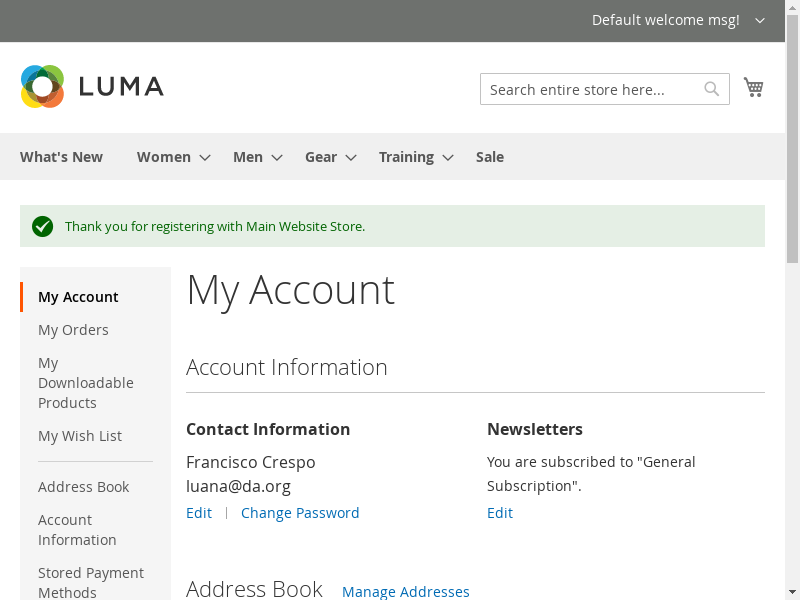 Default welcome msg!
LUMA
Search entire store here...
What's New Women Men Gear Training Sale
Thank you for registering with Main Website Store.
My Account
My Orders
My
Downloadable
Products
My Wish List
Address Book
Account
Information
Stored Payment
Methods
My Account
Account Information
Contact Information
Francisco Crespo
luana@da.org
Edit | Change Password
Newsletters
You are subscribed to "General
Subscription".
Edit
Address Book Manage Addresses